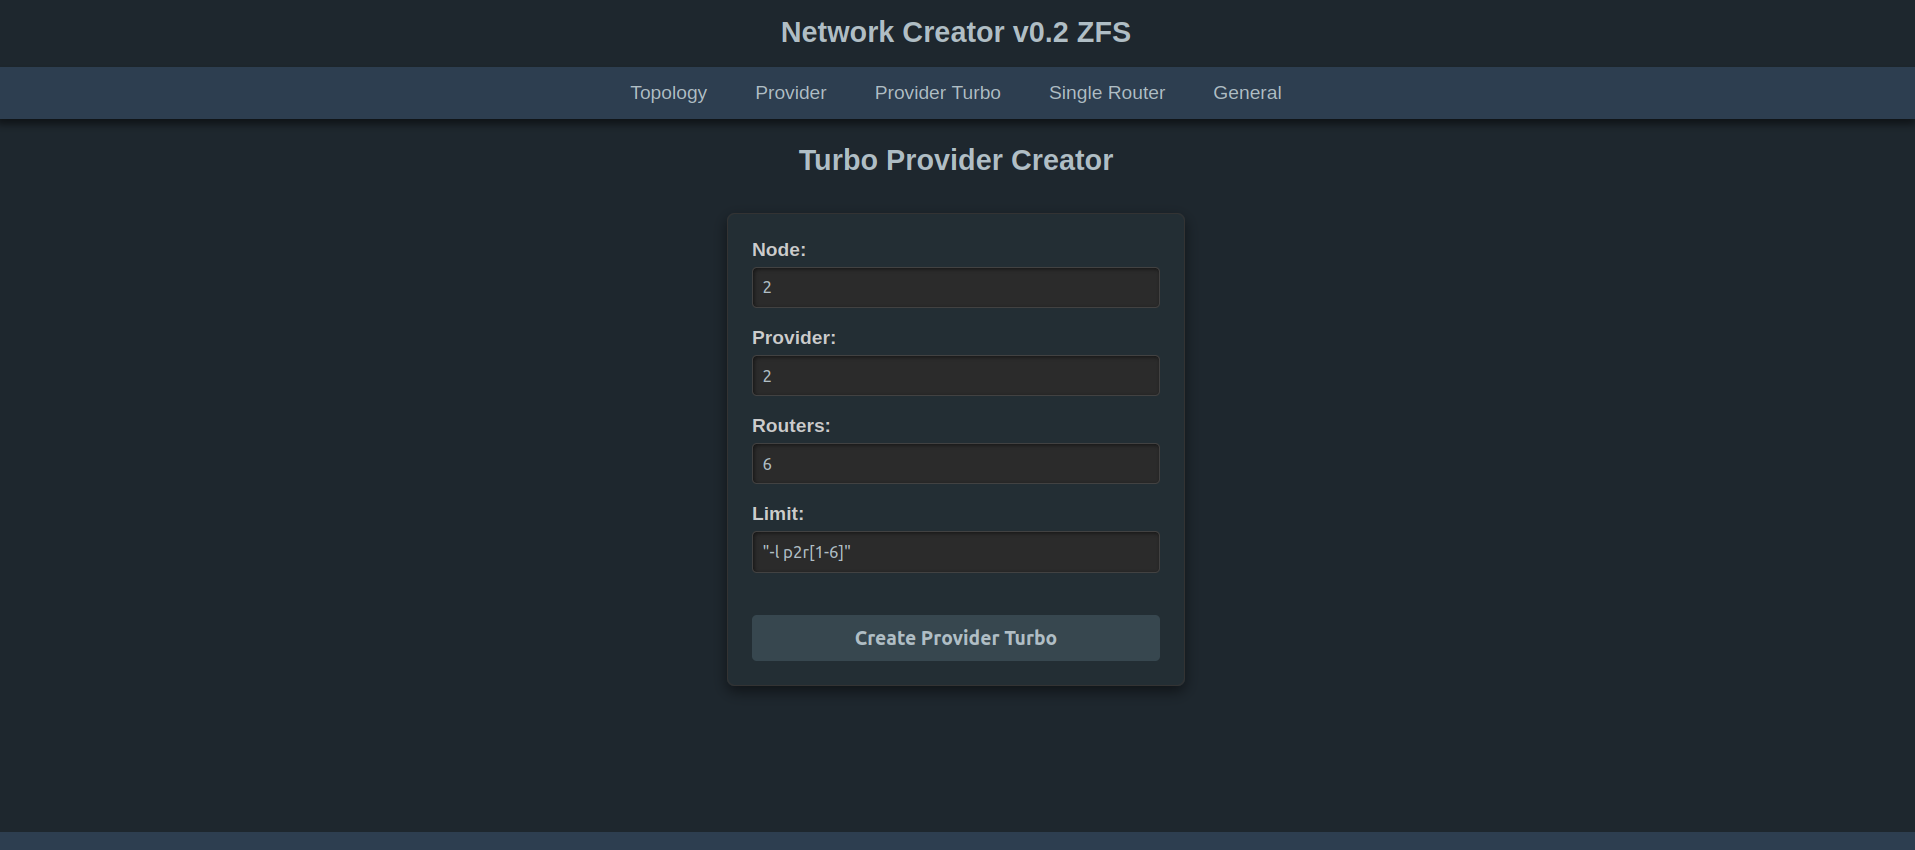 Network Creator v0.2 ZFS
Topology Provider Provider Turbo Single Router General
Turbo Provider Creator
Node:
2
Provider:
2
Routers:
6
Limit:
"-l p2r[1-6]"
Create Provider Turbo